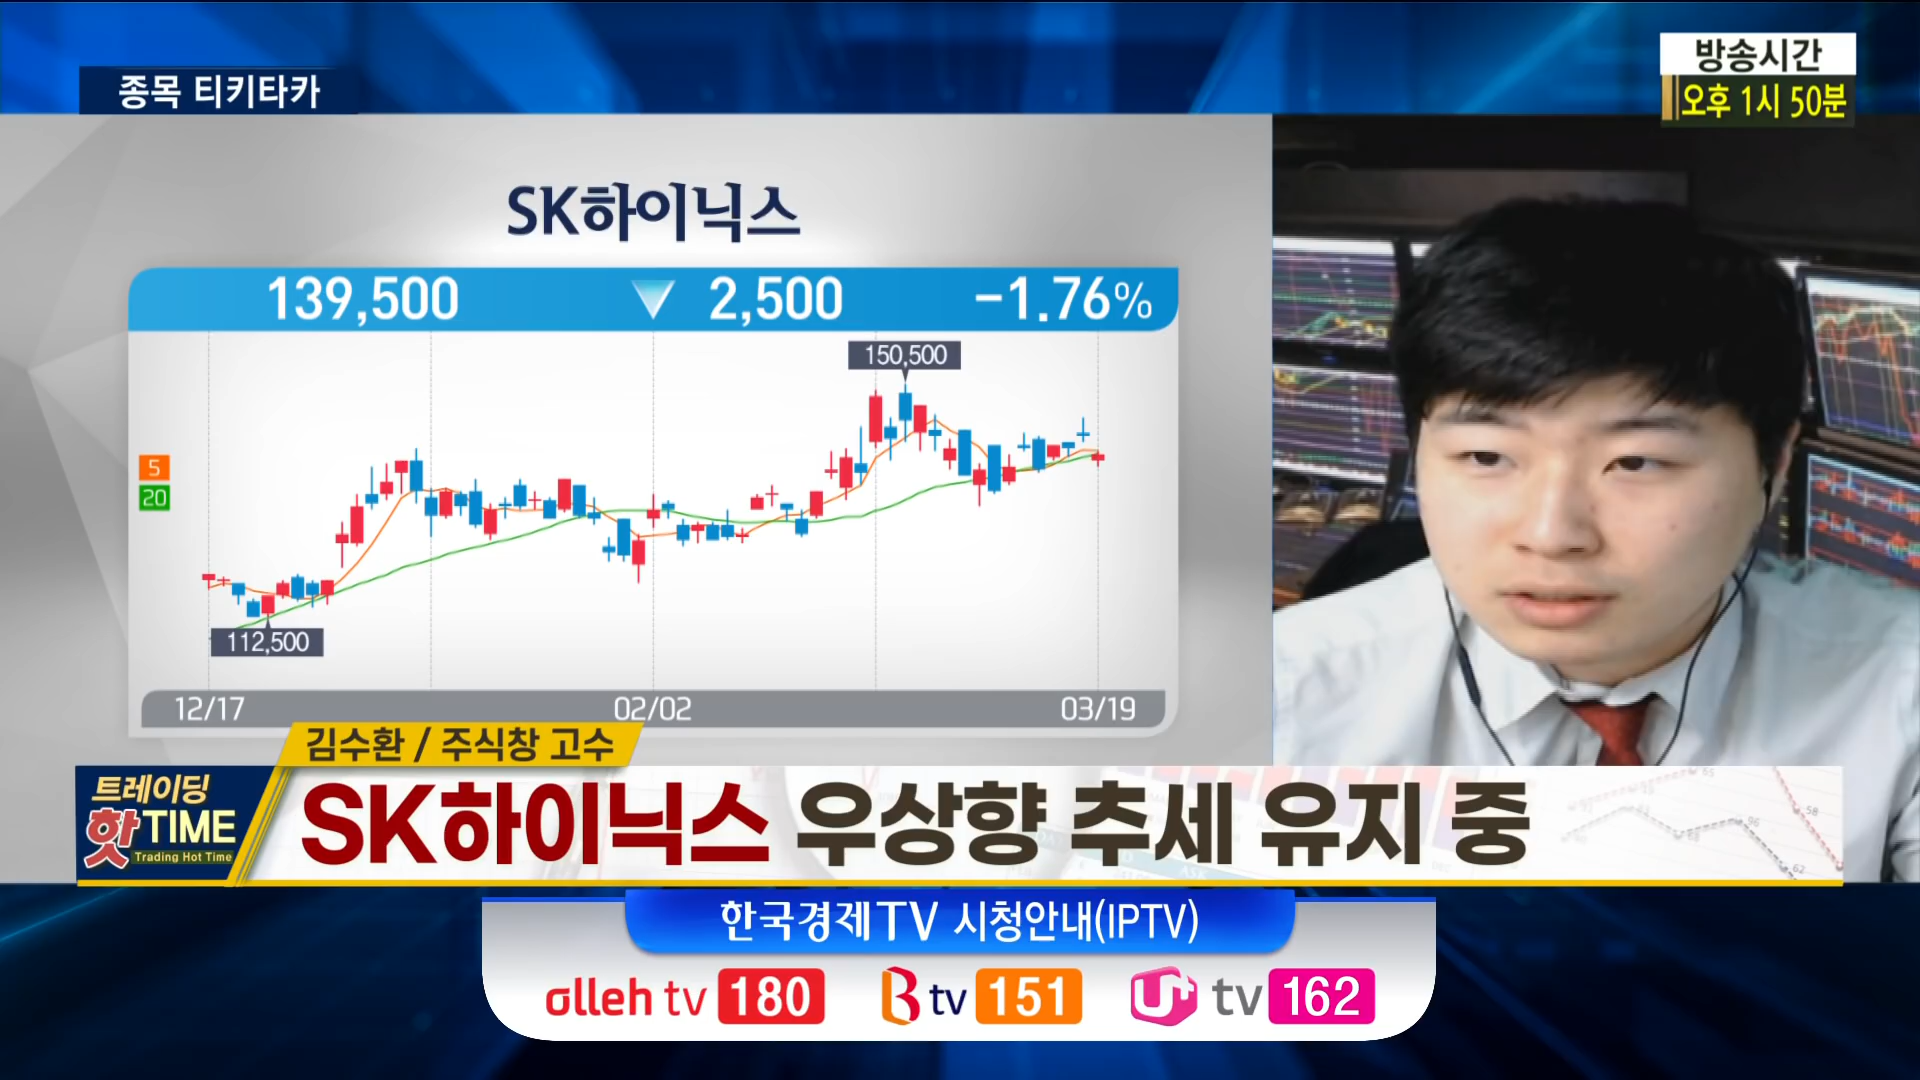 종목 티키타카
방송시간
오후 1시 50분
SK하이닉스
139,500 ▼ 2,500 -1.76%
150,500
5
20
112,500
12/17 02/02 03/19
김수환 / 주식창 고수
트레이딩
핫TIME
Trading Hot Time
SK하이닉스 우상향 추세 유지 중
한국경제TV 시청안내(IPTV)
olleh tv 180 B tv 151 U+ tv 162